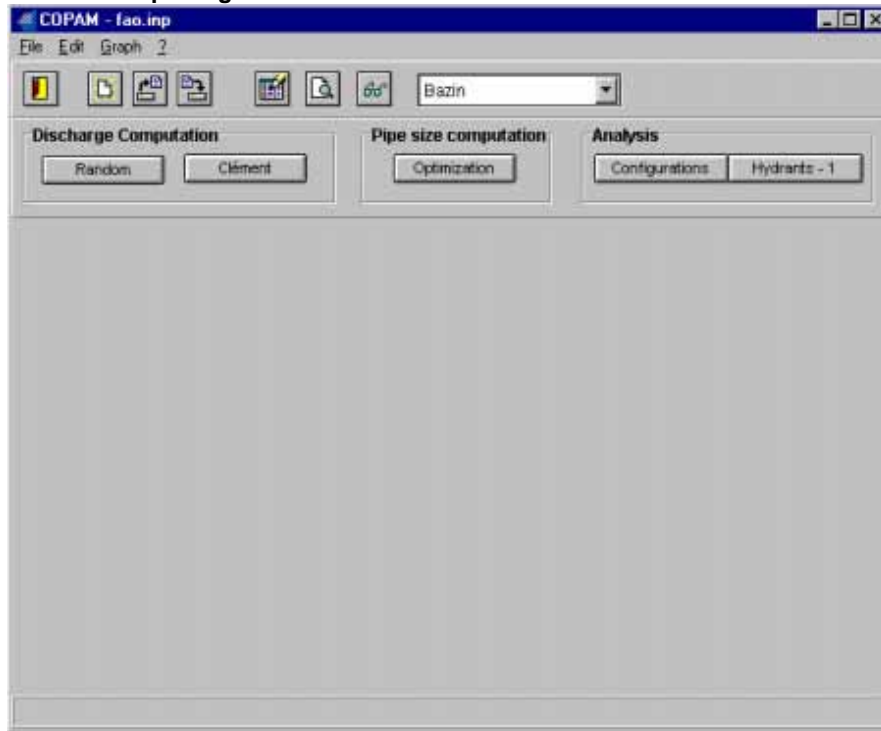 COPAM - fao.inp
File Edit Graph ?
Bazin
Discharge Computation
Random Clément
Pipe size computation
Optimization
Analysis
Configurations Hydrants - 1